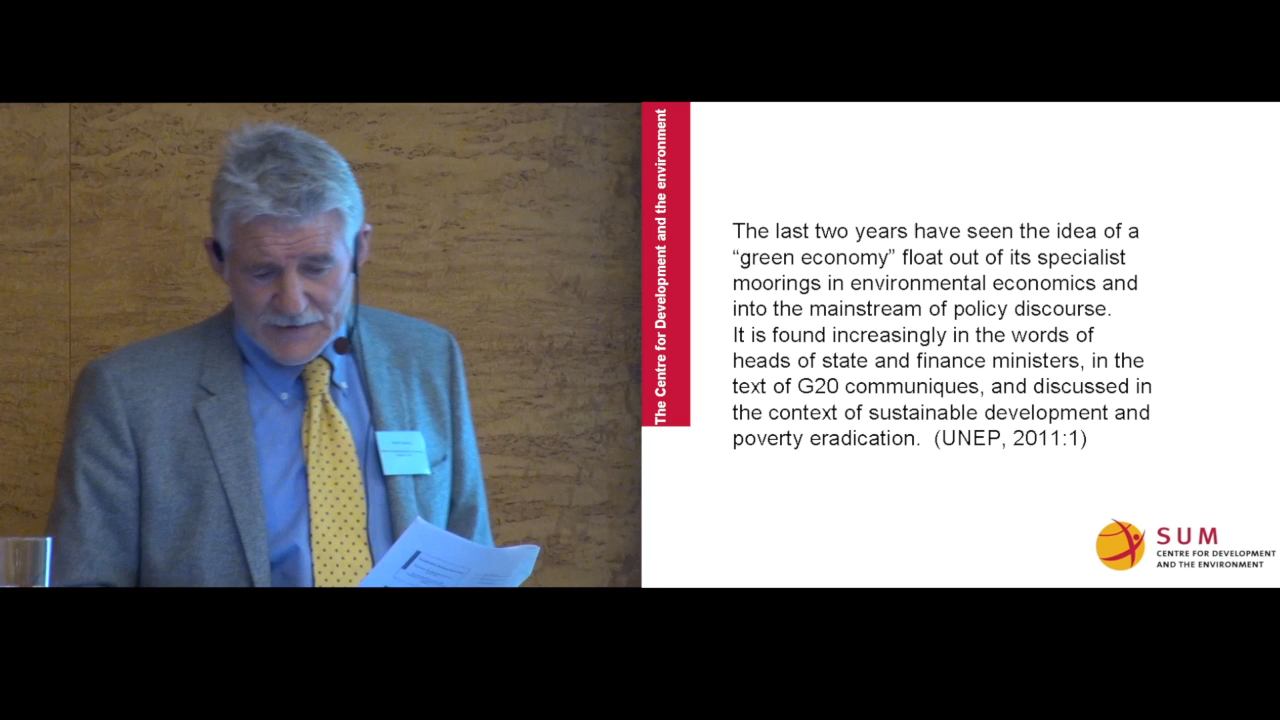 The Centre for Development and the environment
The last two years have seen the idea of a
“green economy” float out of its specialist
moorings in environmental economics and
into the mainstream of policy discourse.
It is found increasingly in the words of
heads of state and finance ministers, in the
text of G20 communiques, and discussed in
the context of sustainable development and
poverty eradication.  (UNEP, 2011:1)
SUM
CENTRE FOR DEVELOPMENT
AND THE ENVIRONMENT